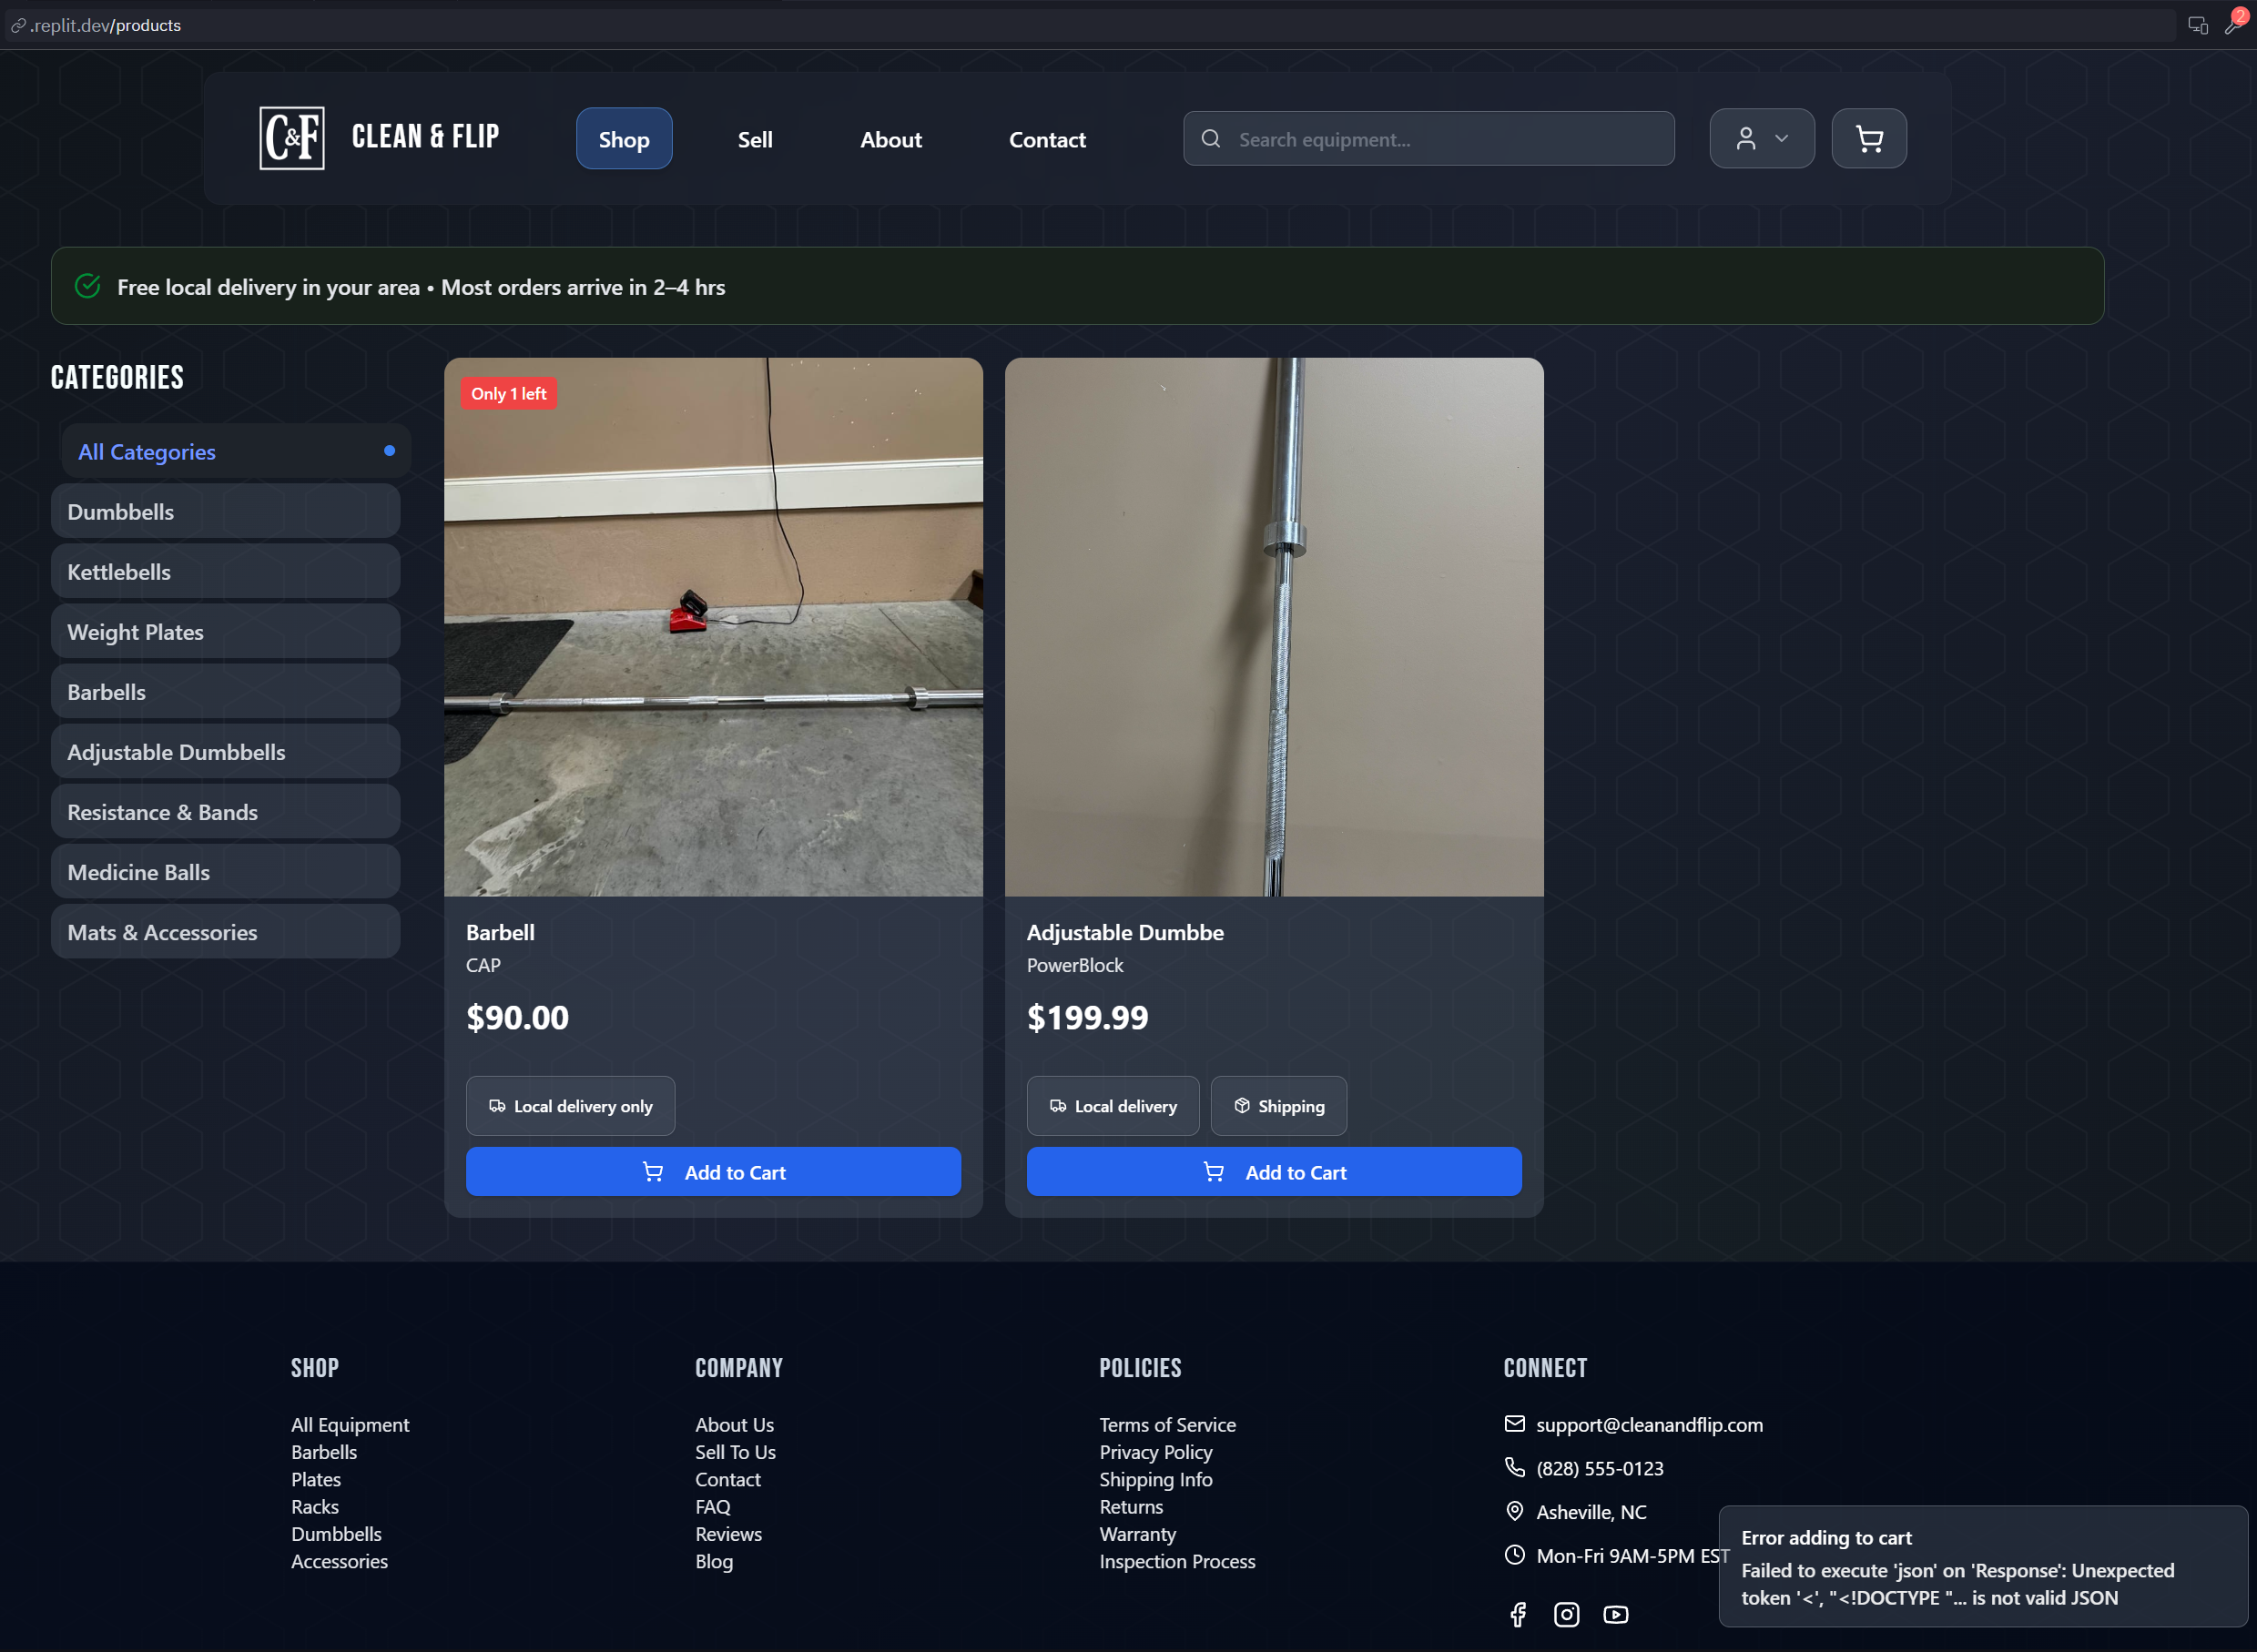 .replit.dev/products
2
C&F
CLEAN & FLIP
Shop
Sell
About
Contact
Search equipment...
Free local delivery in your area • Most orders arrive in 2–4 hrs
CATEGORIES
All Categories
Dumbbells
Kettlebells
Weight Plates
Barbells
Adjustable Dumbbells
Resistance & Bands
Medicine Balls
Mats & Accessories
Only 1 left
Barbell
CAP
$90.00
Local delivery only
Add to Cart
Adjustable Dumbbe
PowerBlock
$199.99
Local delivery
Shipping
Add to Cart
SHOP
All Equipment
Barbells
Plates
Racks
Dumbbells
Accessories
COMPANY
About Us
Sell To Us
Contact
FAQ
Reviews
Blog
POLICIES
Terms of Service
Privacy Policy
Shipping Info
Returns
Warranty
Inspection Process
CONNECT
support@cleanandflip.com
(828) 555-0123
Asheville, NC
Mon-Fri 9AM-5PM EST
Error adding to cart
Failed to execute 'json' on 'Response': Unexpected
token '<', "<!DOCTYPE "... is not valid JSON